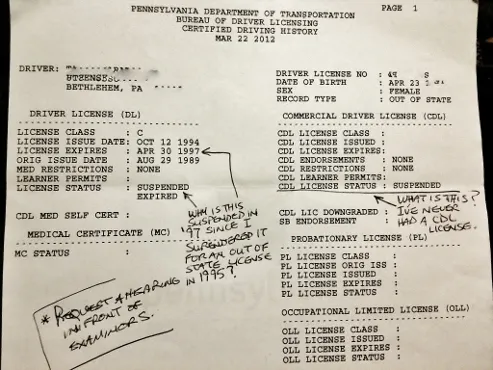 PENNSYLVANIA DEPARTMENT OF TRANSPORTATION
PAGE 1
BUREAU OF DRIVER LICENSING
CERTIFIED DRIVING HISTORY
MAR 22 2012
DRIVER:
BETHLEHEM, PA
DRIVER LICENSE NO :
DATE OF BIRTH : APR 23
SEX : FEMALE
RECORD TYPE : OUT OF STATE
DRIVER LICENSE (DL)
LICENSE CLASS : C
LICENSE ISSUE DATE: OCT 12 1994
LICENSE EXPIRES : APR 30 1997
ORIG ISSUE DATE : AUG 29 1989
MED RESTRICTIONS : NONE
LEARNER PERMITS :
LICENSE STATUS : SUSPENDED
EXPIRED
CDL MED SELF CERT :
MEDICAL CERTIFICATE (MC)
MC STATUS :
WHY IS THIS
SUSPENDED IN
'97 SINCE I
SURENDERED IT
FOR AN OUT OF
STATE LICENSE
IN 1995?
* REQUEST A HEARING
IN FRONT OF
EXAMINERS.
COMMERCIAL DRIVER LICENSE (CDL)
CDL LICENSE CLASS :
CDL LICENSE ISSUED :
CDL LICENSE EXPIRES:
CDL ENDORSEMENTS : NONE
CDL RESTRICTIONS : NONE
CDL LEARNER PERMITS:
CDL LICENSE STATUS : SUSPENDED
CDL LIC DOWNGRADED :
SB ENDORSEMENT :
WHAT IS THIS?
I'VE NEVER
HAD A CDL
LICENSE.
PROBATIONARY LICENSE (PL)
PL LICENSE CLASS :
PL LICENSE ORIG ISS :
PL LICENSE ISSUED :
PL LICENSE EXPIRES :
PL LICENSE STATUS :
OCCUPATIONAL LIMITED LICENSE (OLL)
OLL LICENSE CLASS :
OLL LICENSE ISSUED :
OLL LICENSE EXPIRES :
OLL LICENSE STATUS :